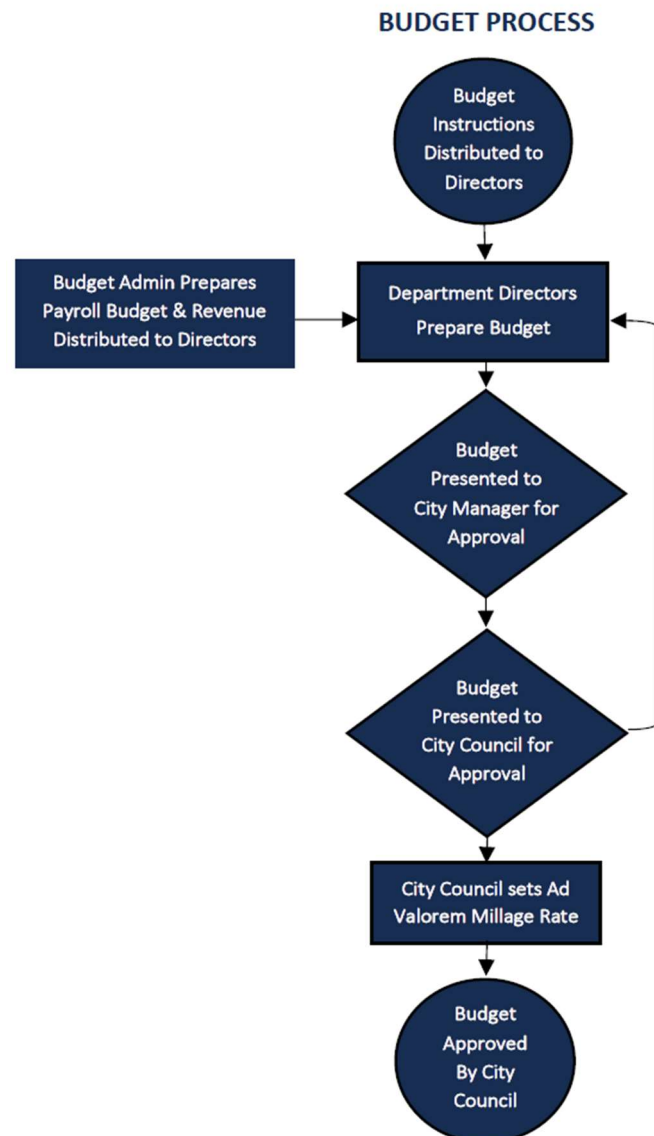 BUDGET PROCESS
Budget
Instructions
Distributed to
Directors
Budget Admin Prepares
Payroll Budget & Revenue
Distributed to Directors
Department Directors
Prepare Budget
Budget
Presented to
City Manager for
Approval
Budget
Presented to
City Council for
Approval
City Council sets Ad
Valorem Millage Rate
Budget
Approved
By City
Council